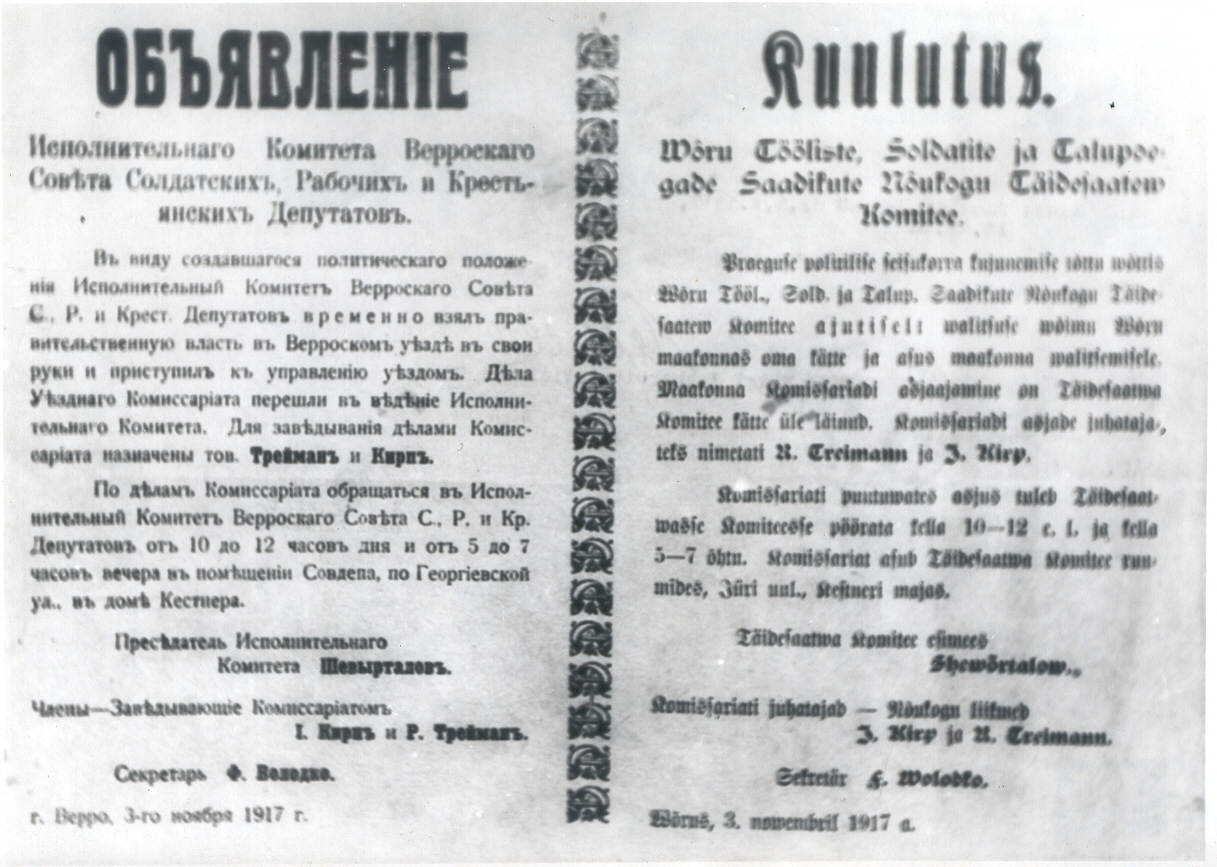 ОБЪЯВЛЕНІЕ
Исполнительнаго Комитета Верроскаго
Совѣта Солдатскихъ, Рабочихъ и Кресть-
янскихъ Депутатовъ.
Въ виду создавшагося политическаго положе-
нія Исполнительный Комитетъ Верроскаго Совѣта
С., Р. и Крест. Депутатовъ временно взялъ пра-
вительственную власть въ Верроскомъ уѣздѣ въ свои
руки и приступилъ къ управленію уѣздомъ. Дѣла
Уѣзднаго Комиссаріата перешли въ вѣдѣніе Исполни-
тельнаго Комитета. Для завѣдыванія дѣлами Комис-
саріата назначены тов. Трейманъ и Кирпъ.
По дѣламъ Комиссаріата обращаться въ Испол-
нительный Комитетъ Верроскаго Совѣта С., Р. и Кр.
Депутатовъ отъ 10 до 12 часовъ дня и отъ 5 до 7
часовъ вечера въ помѣщеніи Совдепа, по Георгіевской
ул., въ домѣ Кестнера.
Пресѣдатель Исполнительнаго
Комитета Шевырталовъ.
Члены—Завѣдывающіе Комиссаріатомъ
І. Кирпъ и Р. Трейманъ.
Секретарь Ф. Володко.
г. Верро, 3-го ноября 1917 г.
Kuulutus.
Wõru Tööliste, Soldatite ja Talupoe-
gade Saadikute Nõukogu Täidesaatew
Komitee.
Praeguse politilise seisukorra kujunemise tõttu wõttis
Wõru Tööl., Sold. ja Talup. Saadikute Nõukogu Täide-
saatew Komitee ajutiselt walitsuse wõimu Wõru
maakonnas oma kätte ja asus maakonna walitsemisele.
Maakonna Komissariadi asjaajamine on Täidesaatwa
Komitee kätte üle läinud. Komissariadi asjade juhataja-
teks nimetati R. Treimann ja J. Kirp.
Komissariati puutuwates asjus tuleb Täidesaat-
wasse Komiteesse pöörata kella 10—12 e. l. ja kella
5—7 õhtu. Komissariat asub Täidesaatwa Komitee ruu-
mides, Jüri uul., Kestneri majas.
Täidesaatwa Komitee esimees
Shewõrtalow.
Komissariati juhatajad — Nõukogu liikmed
J. Kirp ja R. Treimann.
Sekretär F. Wolodko.
Wõrus, 3. nowembril 1917 a.